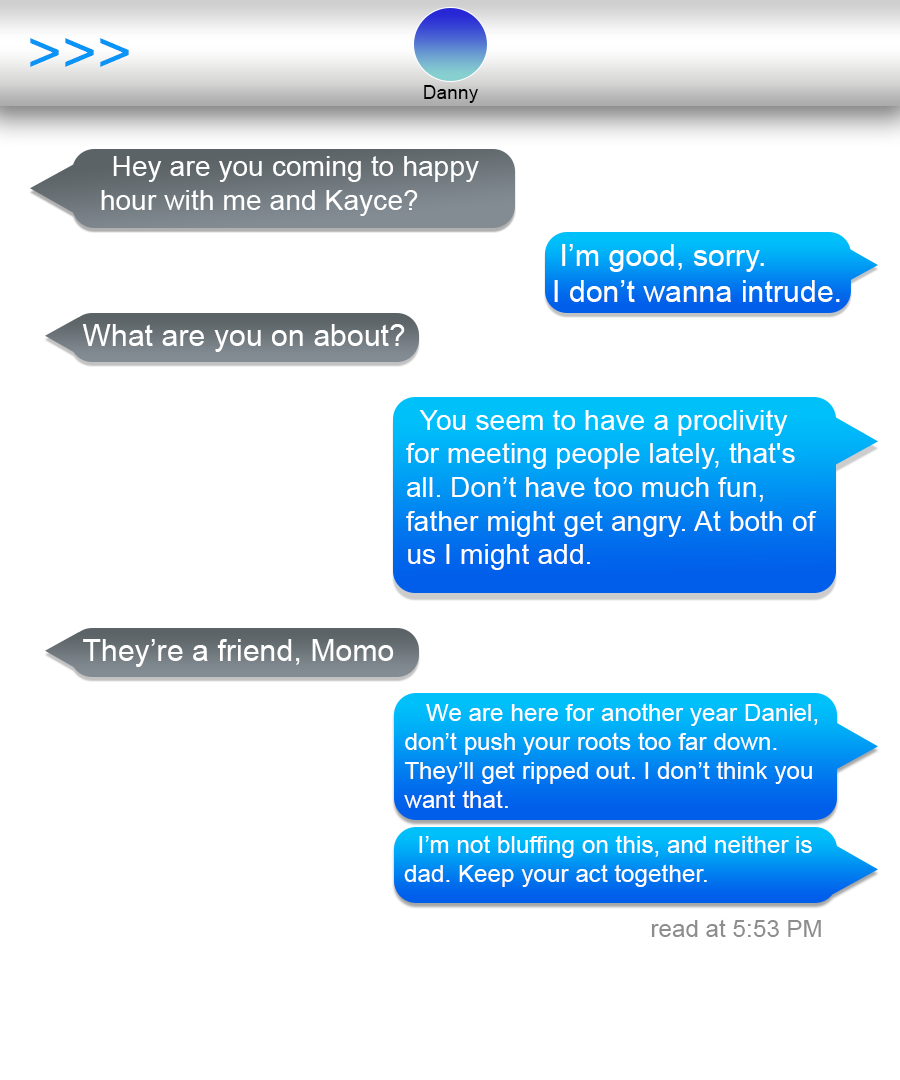 >>>
Danny
Hey are you coming to happy
hour with me and Kayce?
I’m good, sorry.
I don’t wanna intrude.
What are you on about?
You seem to have a proclivity
for meeting people lately, that's
all. Don’t have too much fun,
father might get angry. At both of
us I might add.
They’re a friend, Momo
We are here for another year Daniel,
don’t push your roots too far down.
They’ll get ripped out. I don’t think you
want that.
I’m not bluffing on this, and neither is
dad. Keep your act together.
read at 5:53 PM